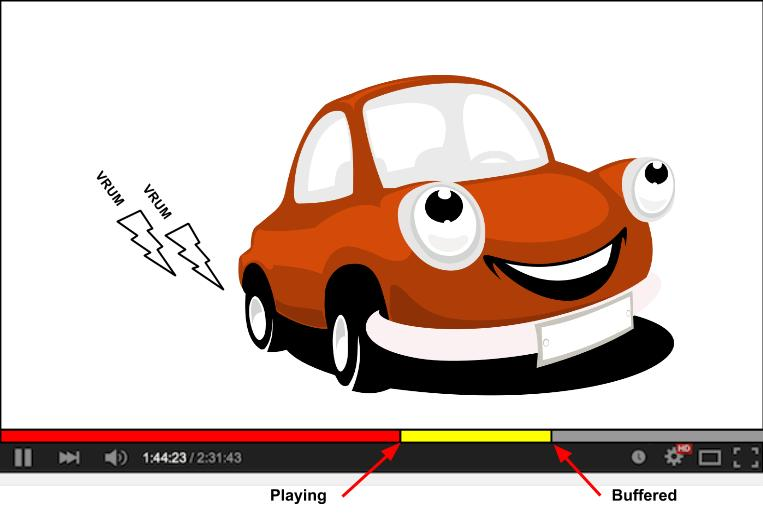 VRUM
VRUM
HD
1:44:23 / 2:31:43
Playing
Buffered